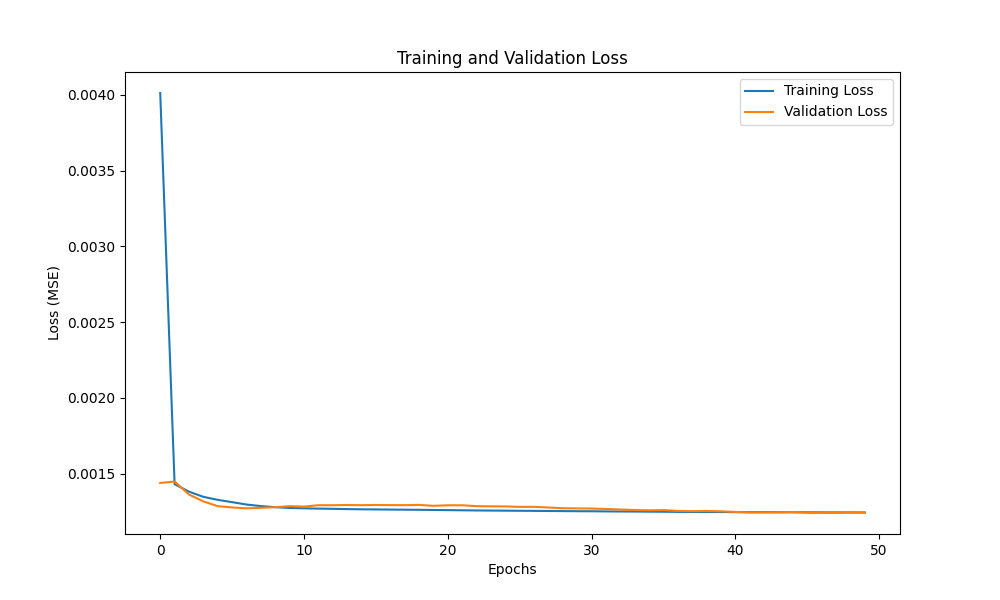 Training and Validation Loss
Training Loss
Validation Loss
0.0040
0.0035
0.0030
0.0025
0.0020
0.0015
Loss (MSE)
0 10 20 30 40 50
Epochs